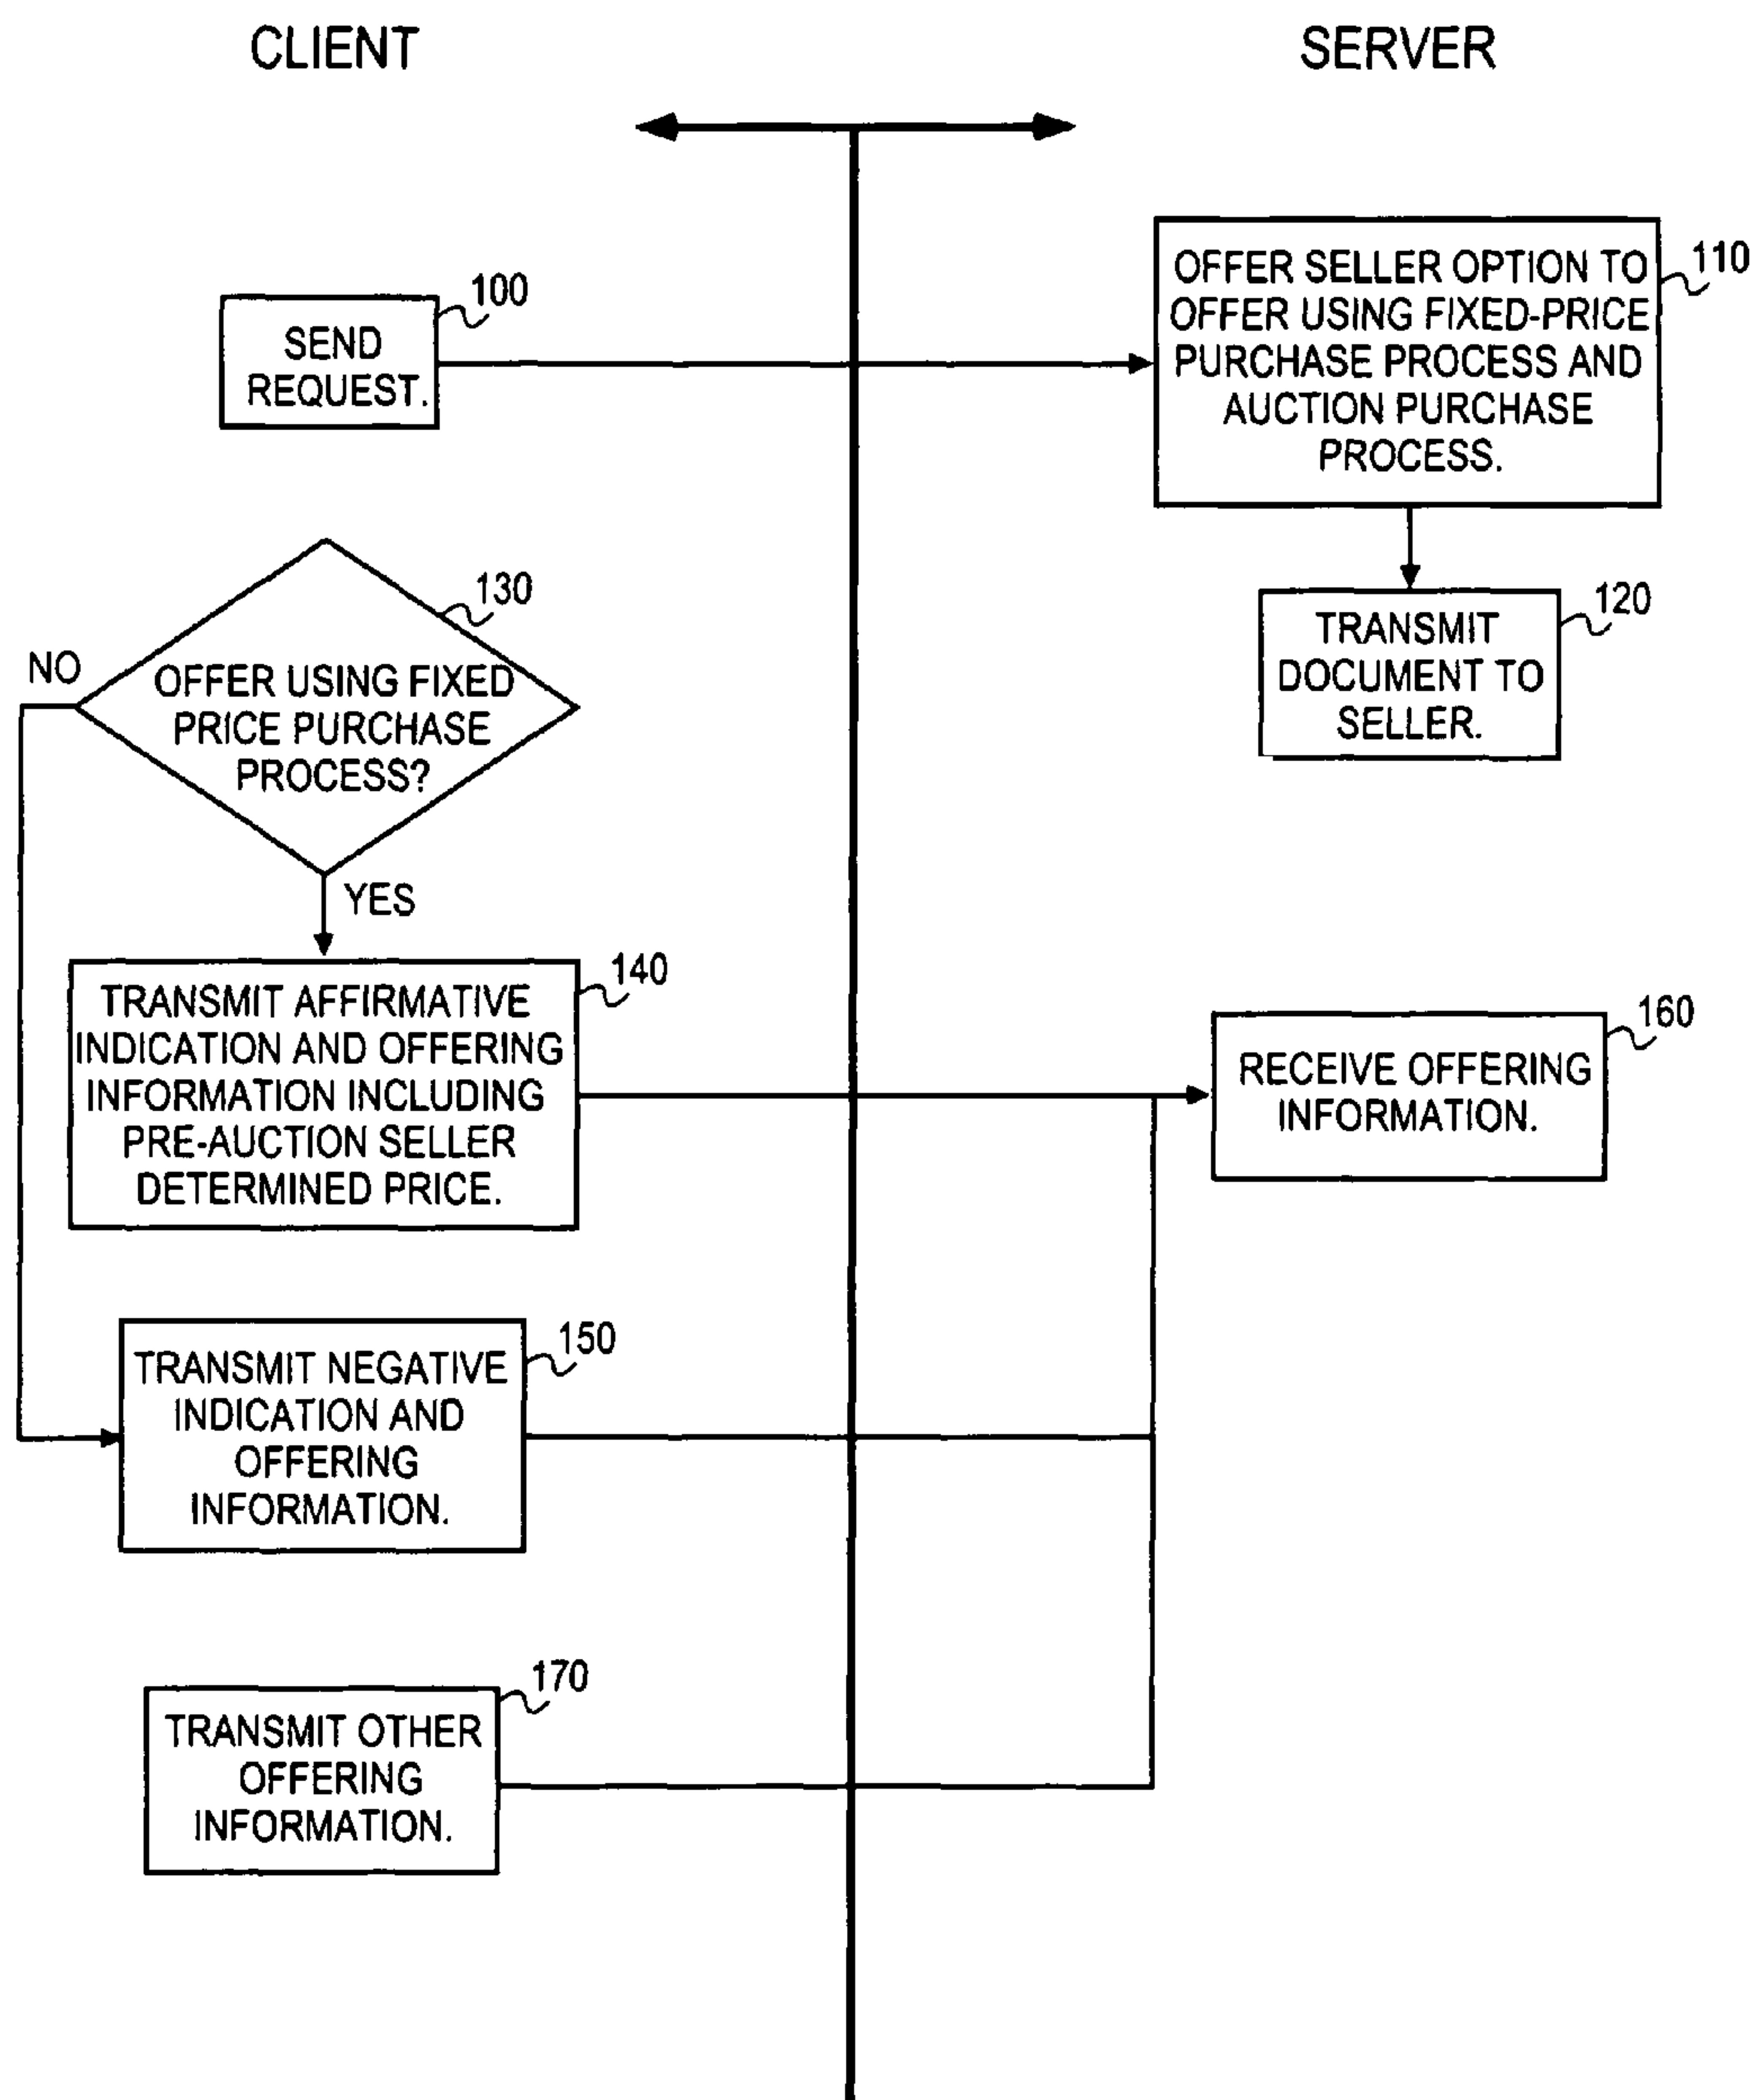 CLIENT
SERVER
100
SEND
REQUEST.
110
OFFER SELLER OPTION TO
OFFER USING FIXED-PRICE
PURCHASE PROCESS AND
AUCTION PURCHASE
PROCESS.
120
TRANSMIT
DOCUMENT TO
SELLER.
130
NO
OFFER USING FIXED
PRICE PURCHASE
PROCESS?
YES
140
TRANSMIT AFFIRMATIVE
INDICATION AND OFFERING
INFORMATION INCLUDING
PRE-AUCTION SELLER
DETERMINED PRICE.
160
RECEIVE OFFERING
INFORMATION.
150
TRANSMIT NEGATIVE
INDICATION AND
OFFERING
INFORMATION.
170
TRANSMIT OTHER
OFFERING
INFORMATION.